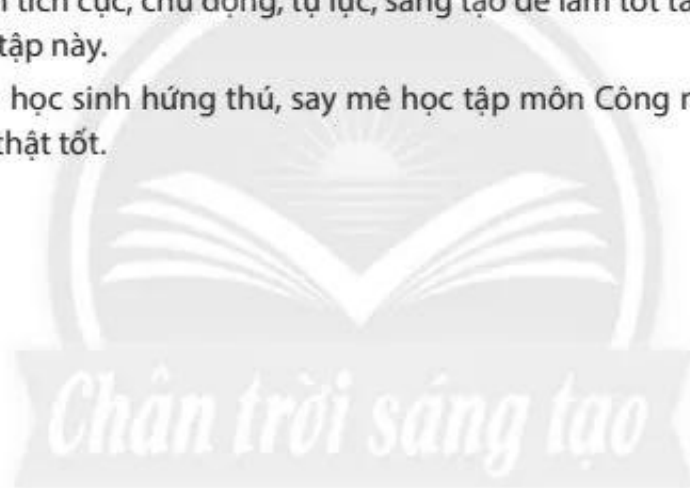 tích cực, chủ động, tự lực, sáng tạo để làm tốt
tập này.
học sinh hứng thú, say mê học tập môn Công
thật tốt.
Chân trời sáng tạo